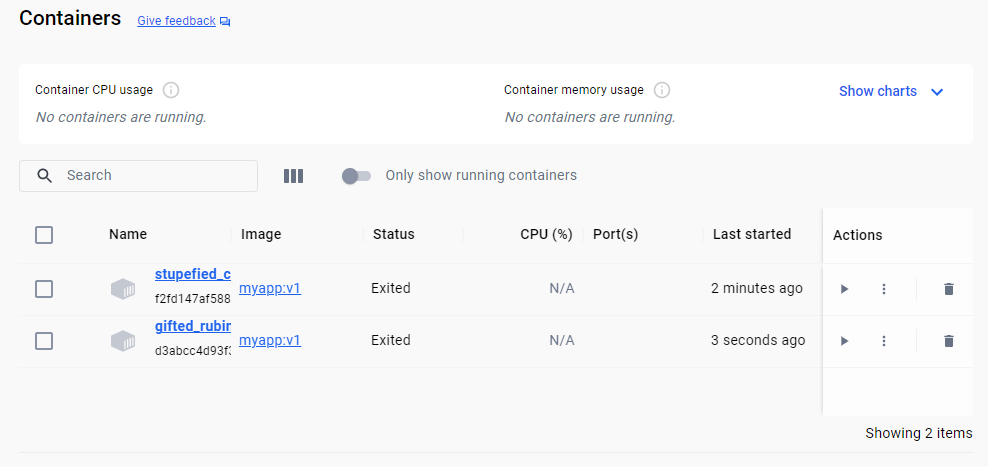 Containers Give feedback
Container CPU usage Container memory usage Show charts
No containers are running. No containers are running.
Search Only show running containers
Name Image Status CPU (%) Port(s) Last started Actions
stupefied_c
f2fd147af588 myapp:v1 Exited N/A 2 minutes ago
gifted_rubin
d3abcc4d93f3 myapp:v1 Exited N/A 3 seconds ago
Showing 2 items